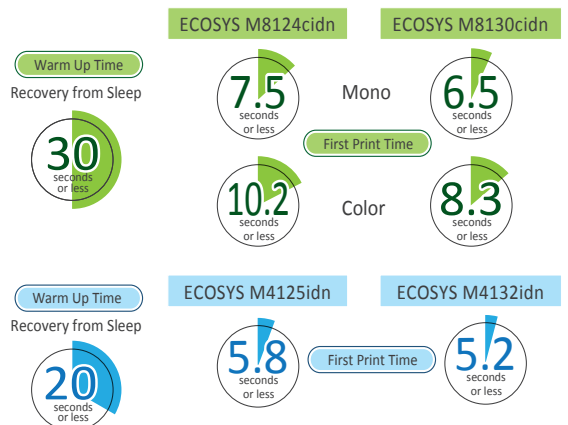 ECOSYS M8124cidn
ECOSYS M8130cidn
Warm Up Time
Recovery from Sleep
30
seconds
or less
7.5
seconds
or less
Mono
6.5
seconds
or less
First Print Time
10.2
seconds
or less
Color
8.3
seconds
or less
Warm Up Time
Recovery from Sleep
20
seconds
or less
ECOSYS M4125idn
ECOSYS M4132idn
5.8
seconds
or less
First Print Time
5.2
seconds
or less